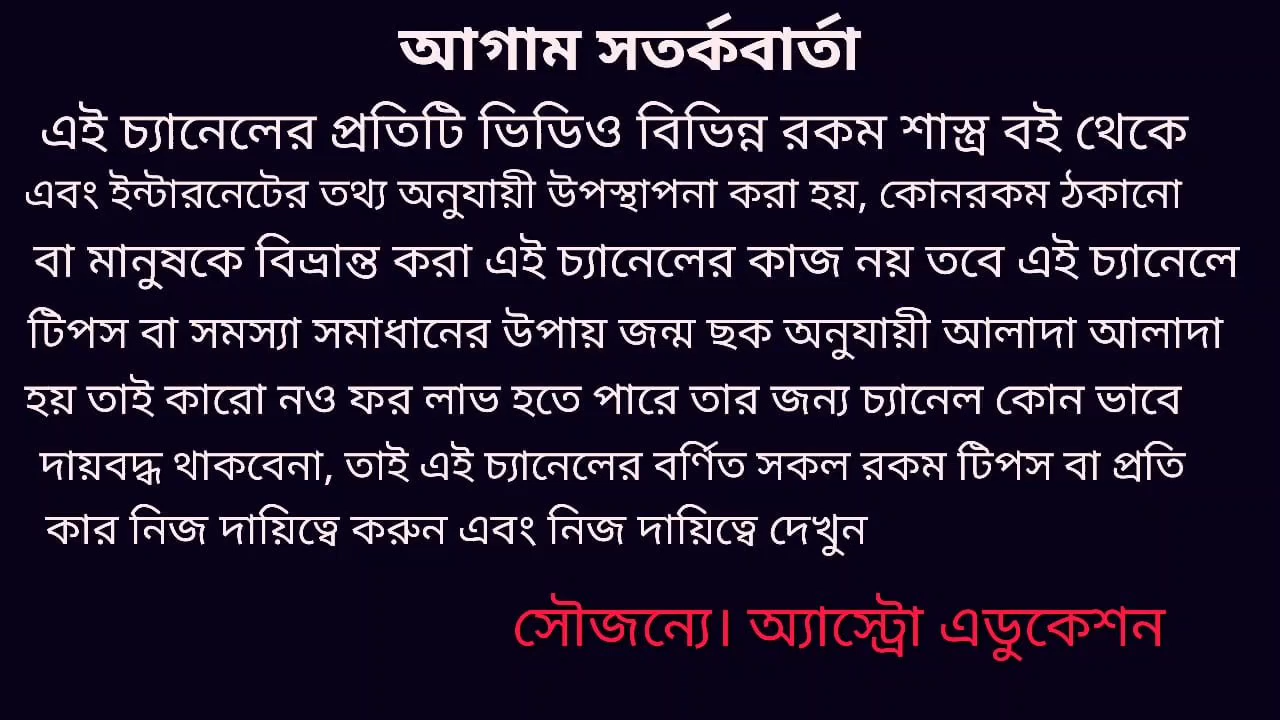 আগাম সতর্কবার্তা
এই চ্যানেলের প্রতিটি ভিডিও বিভিন্ন রকম শাস্ত্র বই থেকে
এবং ইন্টারনেটের তথ্য অনুযায়ী উপস্থাপনা করা হয়, কোনরকম ঠকানো
বা মানুষকে বিভ্রান্ত করা এই চ্যানেলের কাজ নয় তবে এই চ্যানেলে
টিপস বা সমস্যা সমাধানের উপায় জন্ম ছক অনুযায়ী আলাদা আলাদা
হয় তাই কারো নও ফর লাভ হতে পারে তার জন্য চ্যানেল কোন ভাবে
দায়বদ্ধ থাকবেনা, তাই এই চ্যানেলের বর্ণিত সকল রকম টিপস বা প্রতি
কার নিজ দায়িত্বে করুন এবং নিজ দায়িত্বে দেখুন
সৌজন্যে। অ্যাস্ট্রো এডুকেশন